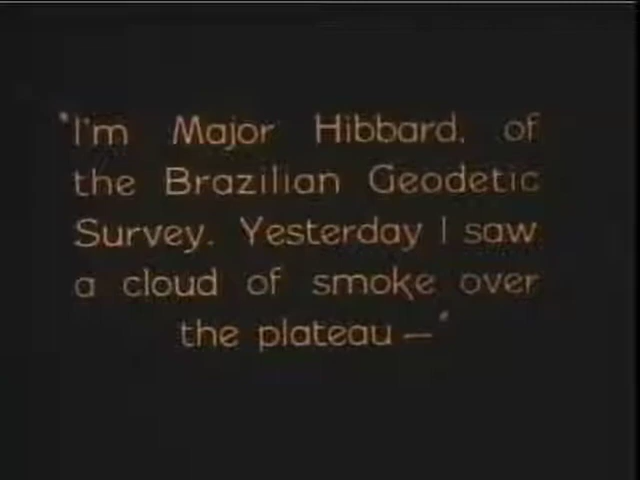 "I'm Major Hibbard, of
the Brazilian Geodetic
Survey. Yesterday I saw
a cloud of smoke over
the plateau—"